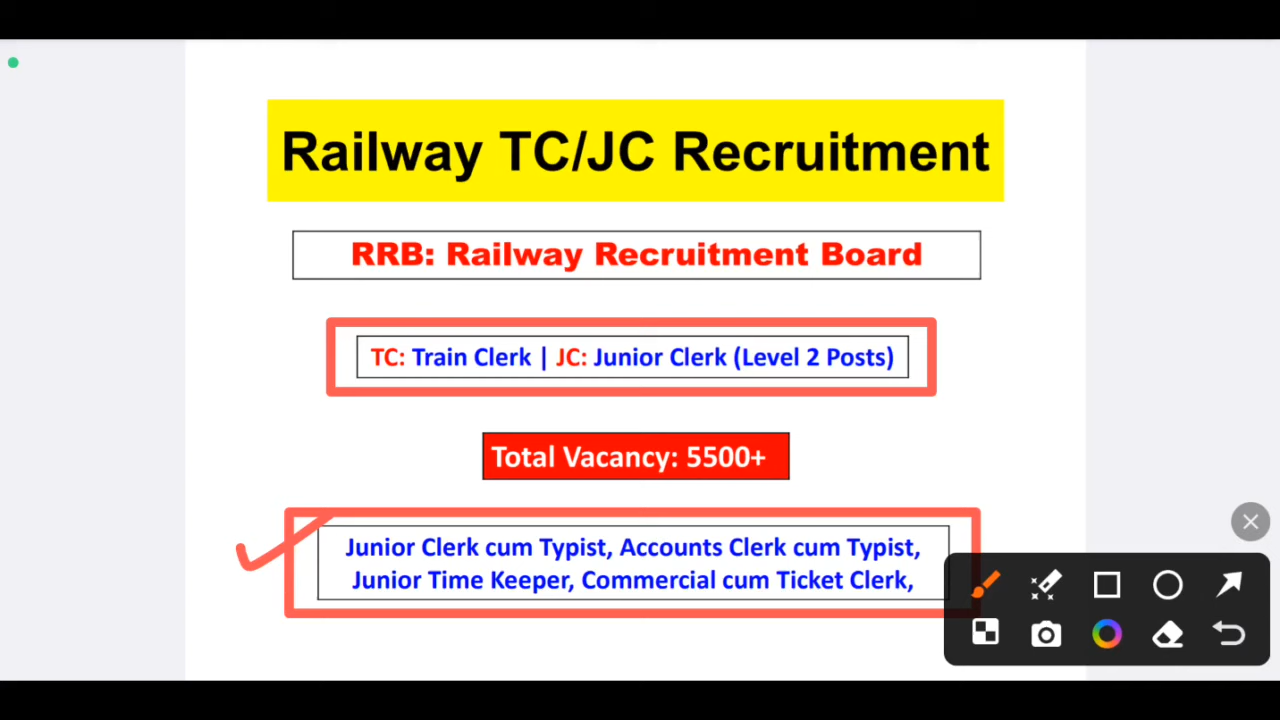 Railway TC/JC Recruitment
RRB: Railway Recruitment Board
TC: Train Clerk | JC: Junior Clerk (Level 2 Posts)
Total Vacancy: 5500+
Junior Clerk cum Typist, Accounts Clerk cum Typist,
Junior Time Keeper, Commercial cum Ticket Clerk,